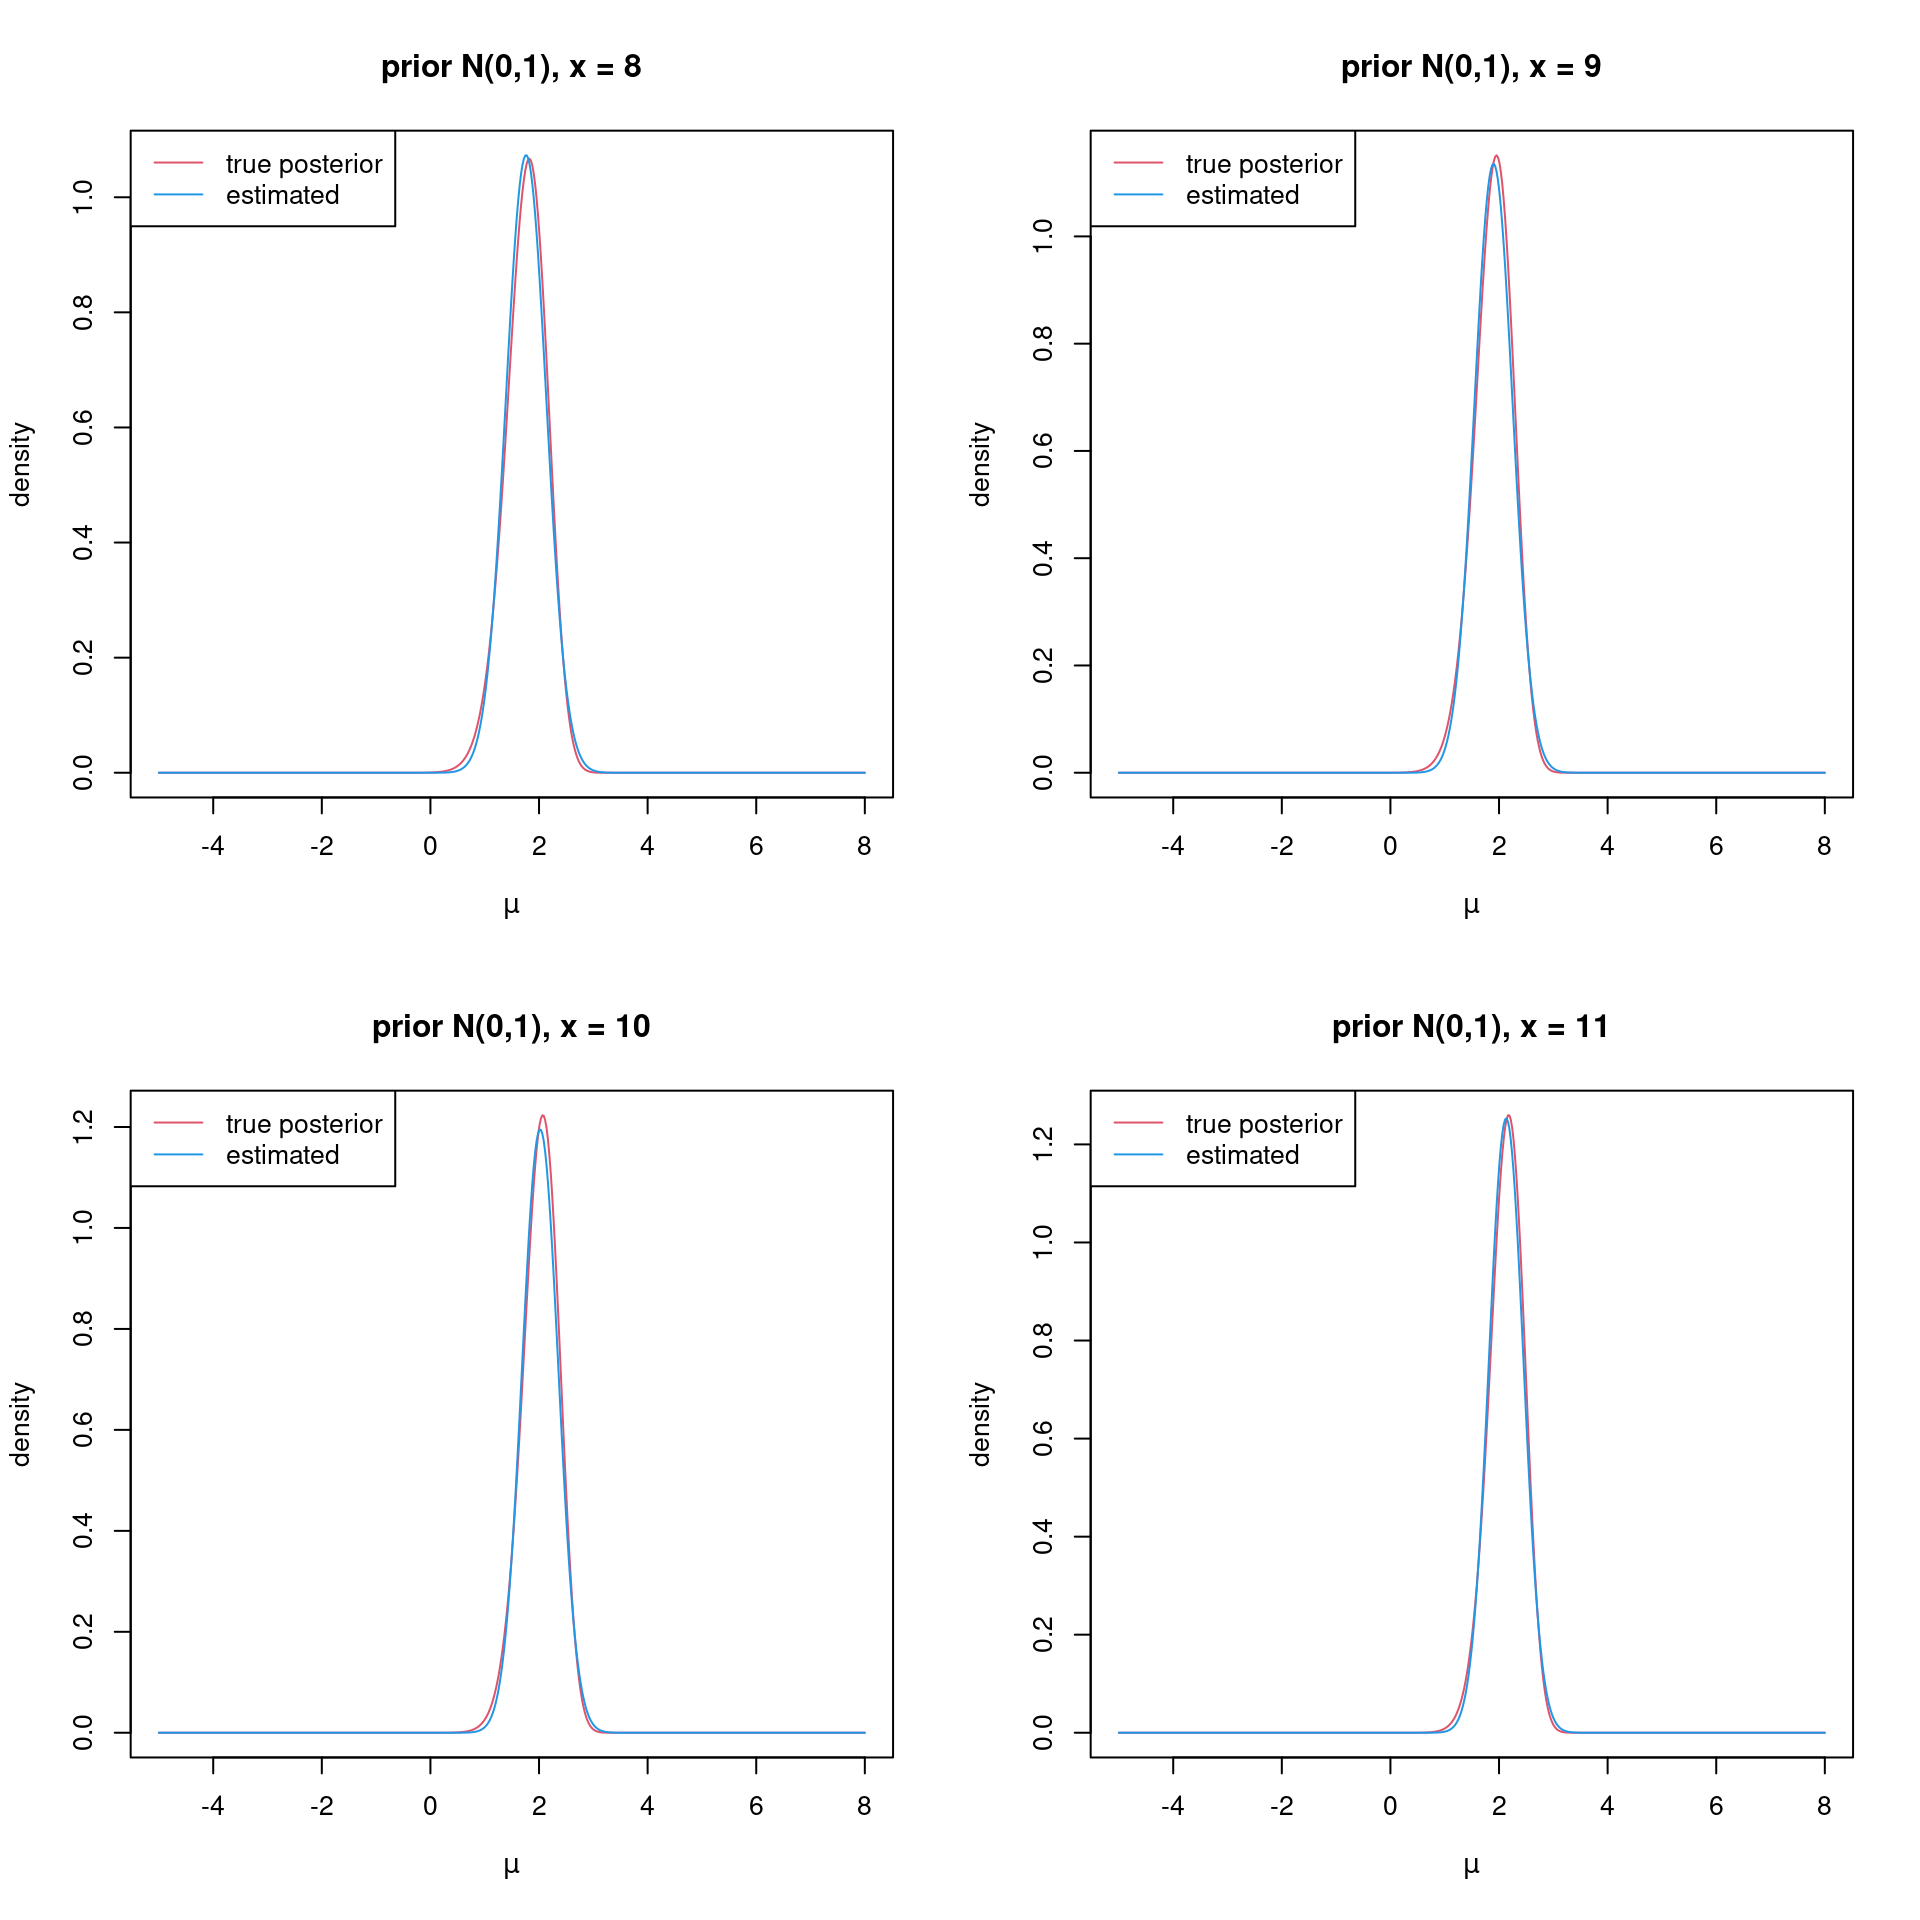 prior N(0,1), x = 8
true posterior
estimated
density
0.0
0.2
0.4
0.6
0.8
1.0
-4 -2 0 2 4 6 8
μ
prior N(0,1), x = 9
true posterior
estimated
density
0.0
0.2
0.4
0.6
0.8
1.0
-4 -2 0 2 4 6 8
μ
prior N(0,1), x = 10
true posterior
estimated
density
0.0
0.2
0.4
0.6
0.8
1.0
1.2
-4 -2 0 2 4 6 8
μ
prior N(0,1), x = 11
true posterior
estimated
density
0.0
0.2
0.4
0.6
0.8
1.0
1.2
-4 -2 0 2 4 6 8
μ